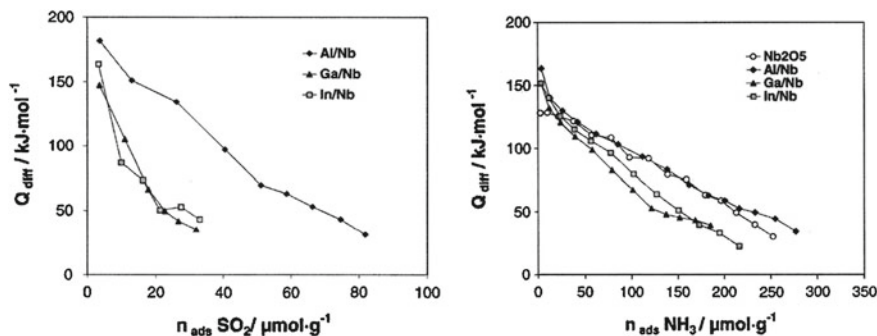 200
150
100
50
0
Q diff / kJ·mol⁻¹
0 20 40 60 80 100
n ads SO₂/ µmol·g⁻¹
Al/Nb
Ga/Nb
In/Nb
200
150
100
50
0
Q diff / kJ·mol⁻¹
0 50 100 150 200 250 300 350
n ads NH₃ / µmol·g⁻¹
Nb2O5
Al/Nb
Ga/Nb
In/Nb